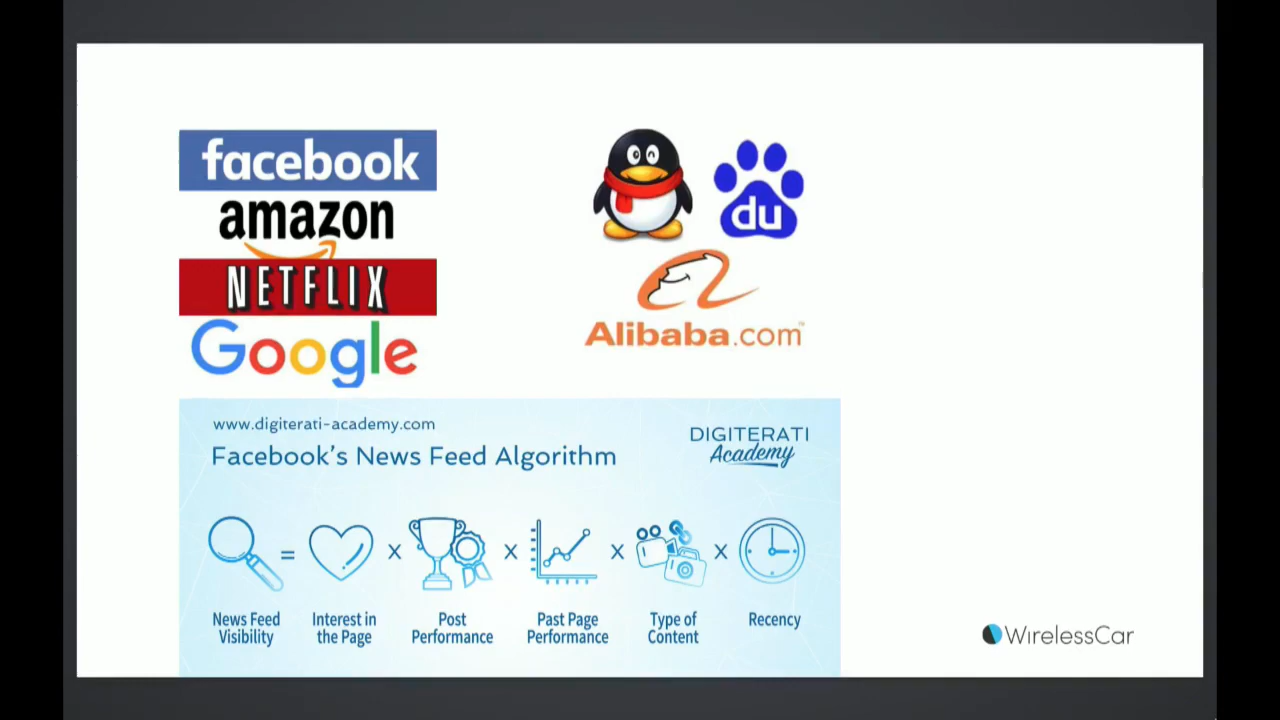 facebook
amazon
NETFLIX
Google
du
Alibaba.com™
www.digiterati-academy.com
Facebook's News Feed Algorithm
DIGITERATI
Academy
= x x x x
News Feed
Visibility
Interest in
the Page
Post
Performance
Past Page
Performance
Type of
Content
Recency
WirelessCar